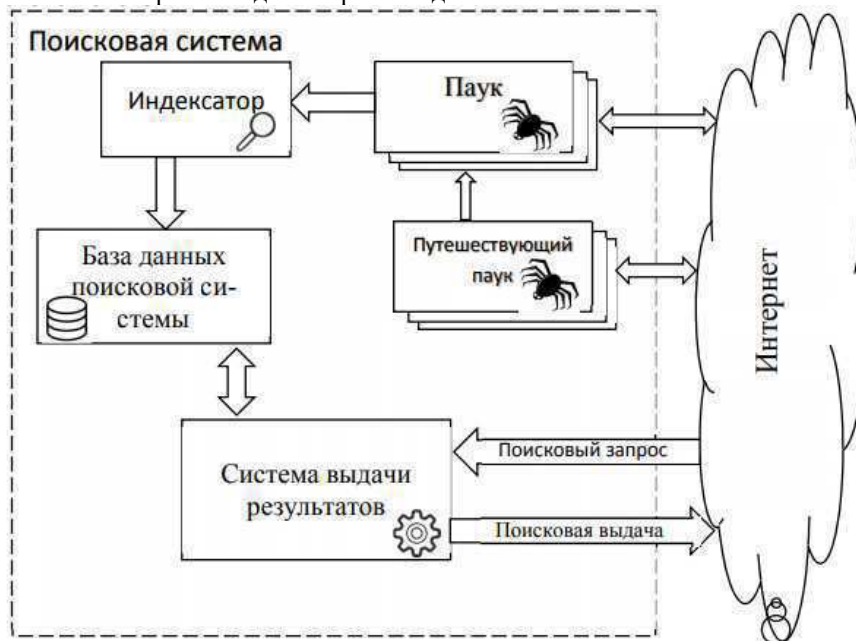 Поисковая система
Индексатор
Паук
База данных
поисковой си-
стемы
Путешествующий
паук
Интернет
Поисковый запрос
Система выдачи
результатов
Поисковая выдача